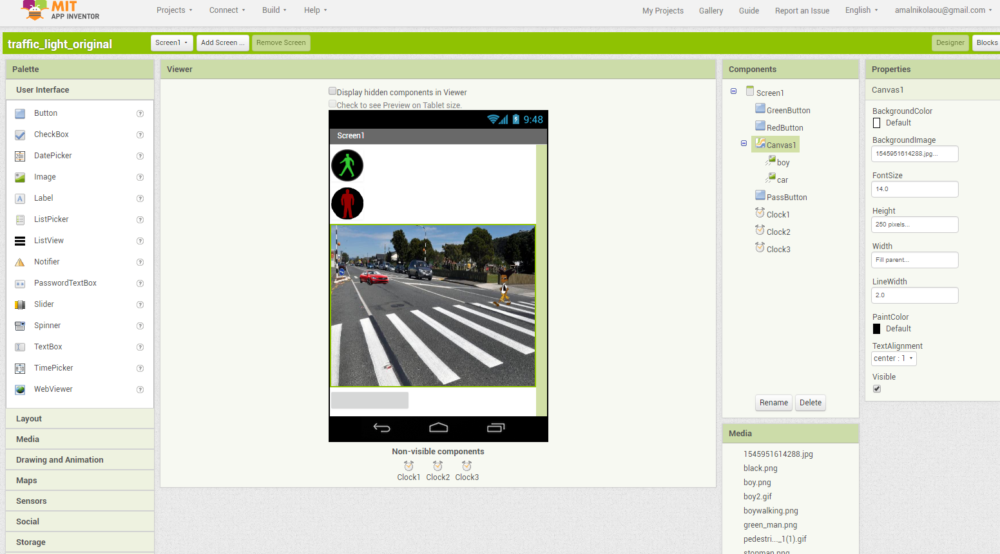 MIT
APP INVENTOR
Projects
Connect
Build
Help
My Projects
Gallery
Guide
Report an Issue
English
amalnikolaou@gmail.com
traffic_light_original
Screen1
Add Screen ...
Remove Screen
Designer
Blocks
Palette
User Interface
Button
CheckBox
DatePicker
Image
Label
ListPicker
ListView
Notifier
PasswordTextBox
Slider
Spinner
TextBox
TimePicker
WebViewer
Layout
Media
Drawing and Animation
Maps
Sensors
Social
Storage
Viewer
Display hidden components in Viewer
Check to see Preview on Tablet size.
9:48
Screen1
Non-visible components
Clock1
Clock2
Clock3
Components
Screen1
GreenButton
RedButton
Canvas1
boy
car
PassButton
Clock1
Clock2
Clock3
Rename
Delete
Media
1545951614288.jpg
black.png
boy.png
boy2.gif
boywalking.png
green_man.png
pedestri..._1(1).gif
stopman.png
Properties
Canvas1
BackgroundColor
Default
BackgroundImage
1545951614288.jpg...
FontSize
14.0
Height
250 pixels...
Width
Fill parent...
LineWidth
2.0
PaintColor
Default
TextAlignment
center : 1
Visible